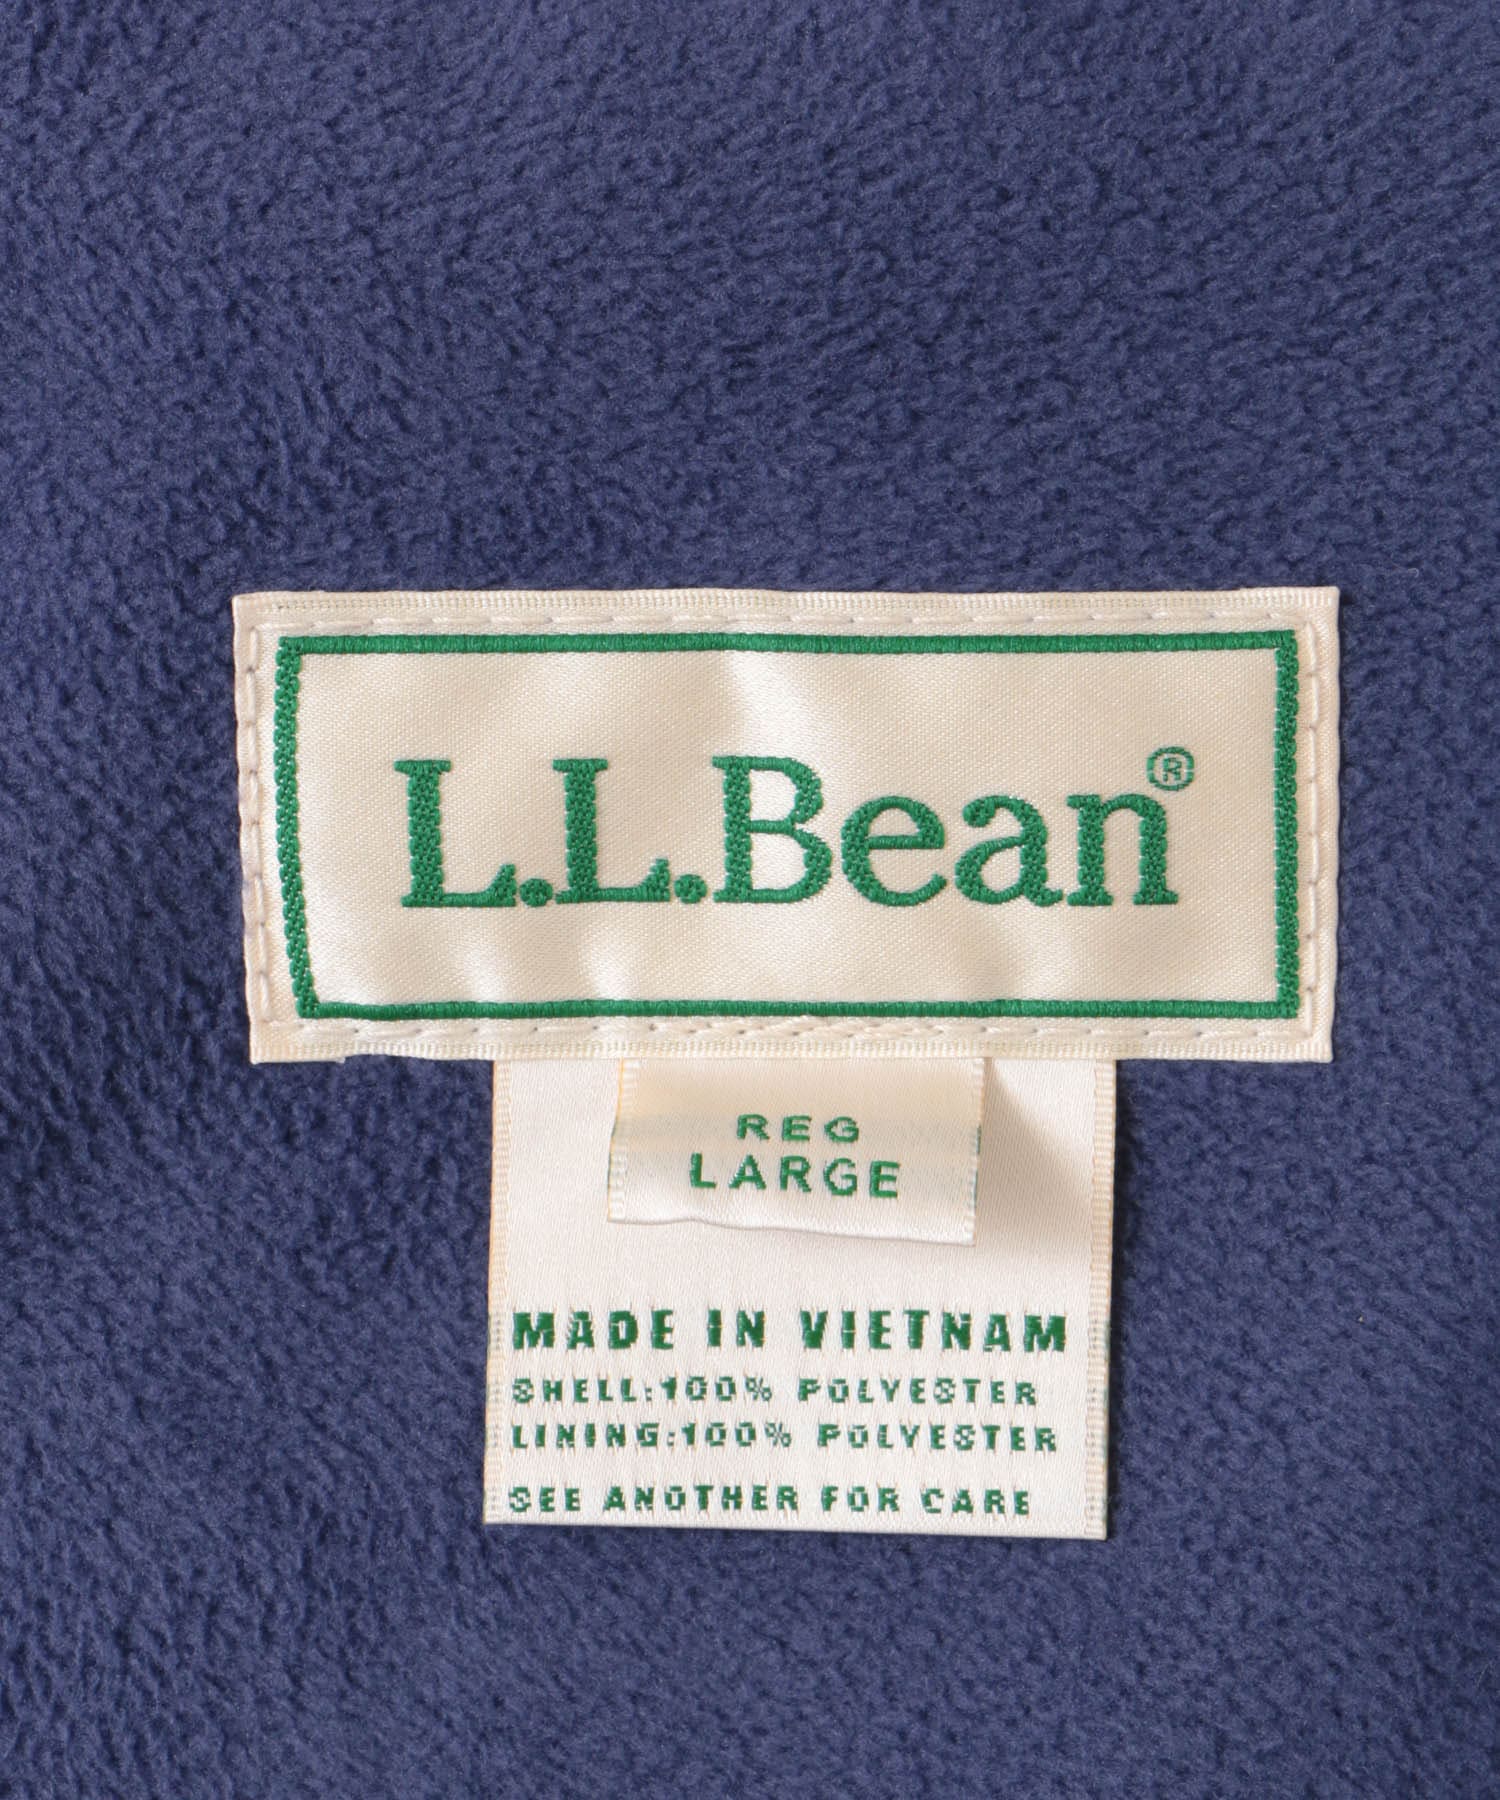 L.L.Bean®
REG
LARGE
MADE IN VIETNAM
SHELL:100% POLYESTER
LINING:100% POLYESTER
SEE ANOTHER FOR CARE